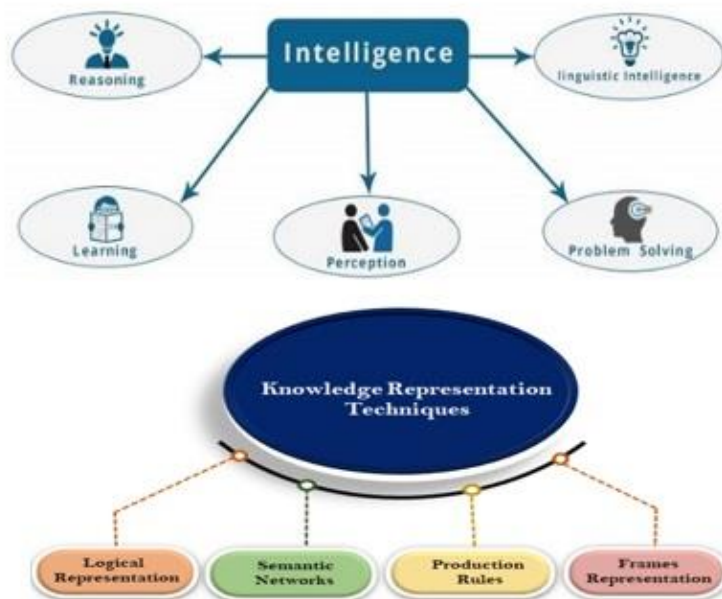 Intelligence
Reasoning
linguistic Intelligence
Learning
Perception
Problem Solving
Knowledge Representation
Techniques
Logical
Representation
Semantic
Networks
Production
Rules
Frames
Representation